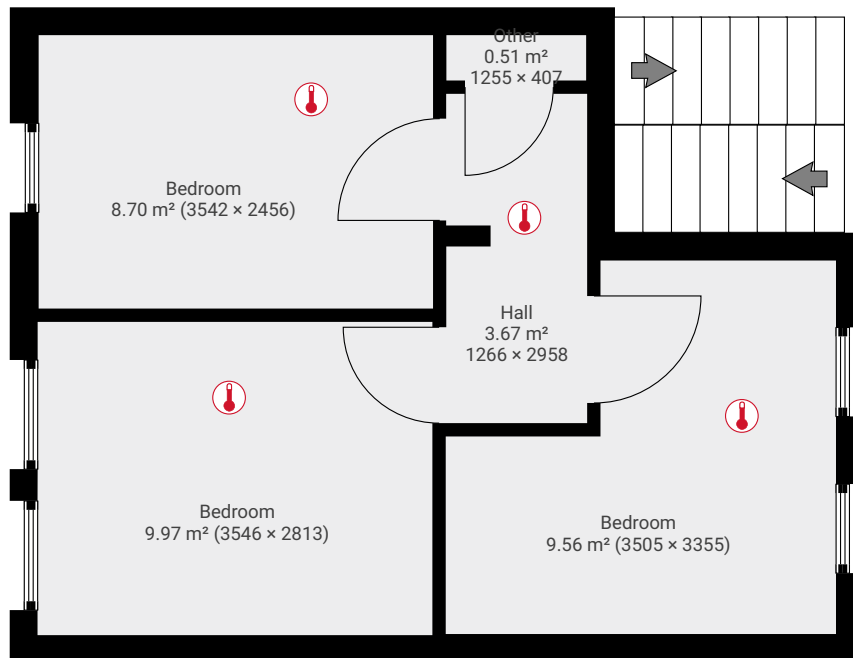 Other
0.51 m²
1255 × 407
Bedroom
8.70 m² (3542 × 2456)
Hall
3.67 m²
1266 × 2958
Bedroom
9.97 m² (3546 × 2813)
Bedroom
9.56 m² (3505 × 3355)